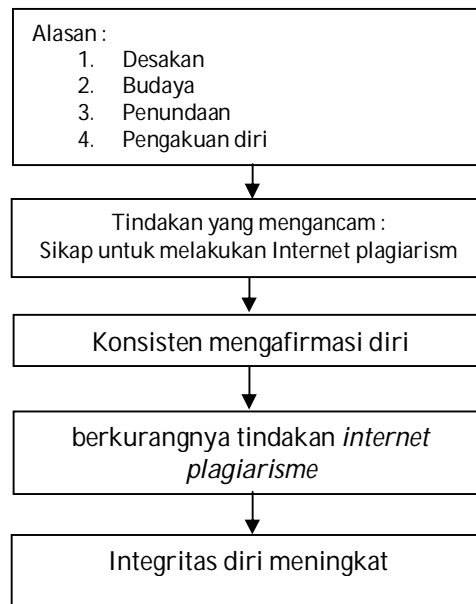 Alasan :
1. Desakan
2. Budaya
3. Penundaan
4. Pengakuan diri
Tindakan yang mengancam :
Sikap untuk melakukan Internet plagiarism
Konsisten mengafirmasi diri
berkurangnya tindakan internet
plagiarisme
Integritas diri meningkat